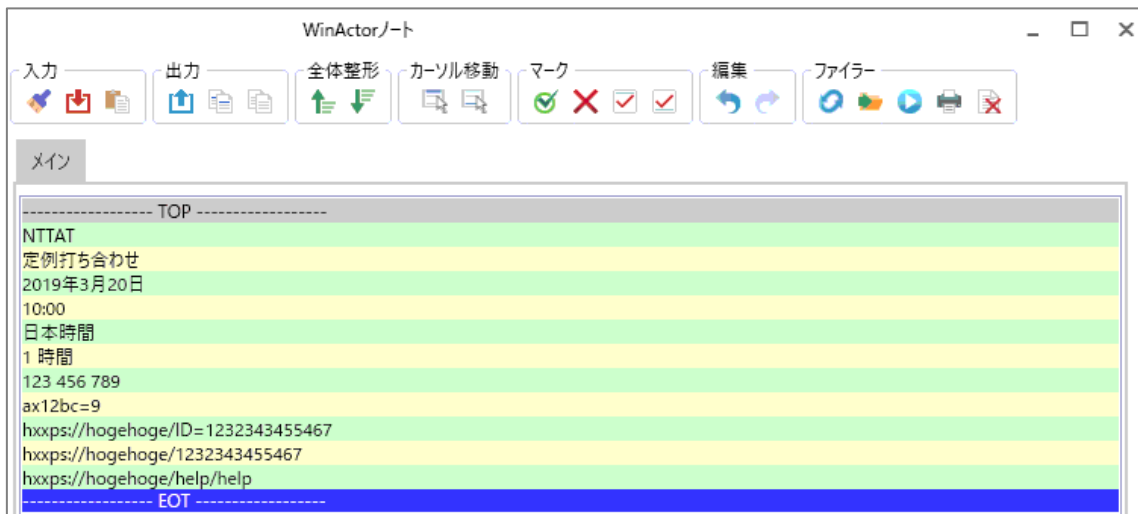 WinActorノート
入力 出力 全体整形 カーソル移動 マーク 編集 ファイラー
メイン
------------------ TOP ------------------
NTTAT
定例打ち合わせ
2019年3月20日
10:00
日本時間
1 時間
123 456 789
ax12bc=9
hxxps://hogehoge/ID=1232343455467
hxxps://hogehoge/1232343455467
hxxps://hogehoge/help/help
------------------ EOT ------------------